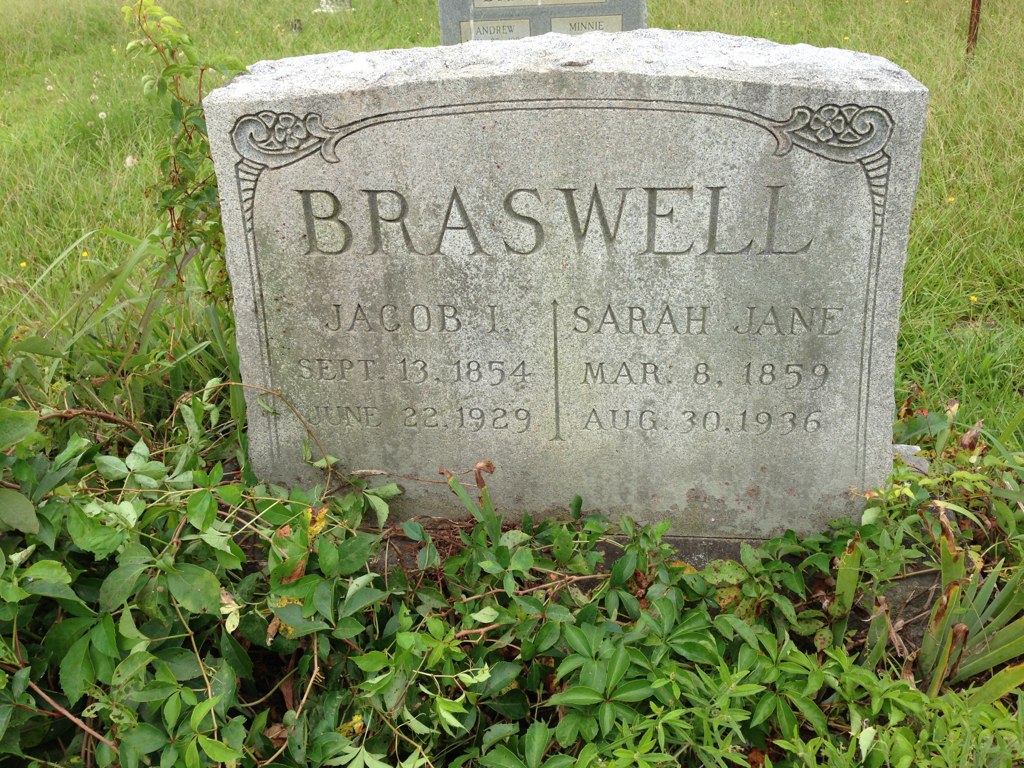 ANDREW MINNIE
BRASWELL
JACOB I. SARAH JANE
SEPT. 13, 1854 MAR. 8, 1859
JUNE 22, 1929 AUG. 30, 1936